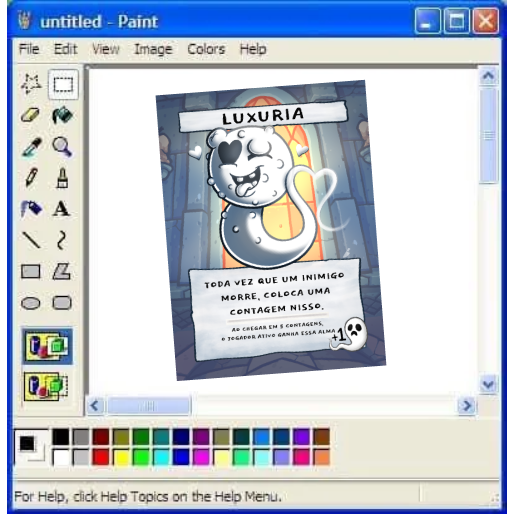 untitled - Paint
File Edit View Image Colors Help
A
LUXURIA
TODA VEZ QUE UM INIMIGO
MORRE, COLOCA UMA
CONTAGEM NISSO.
AO CHEGAR EM 5 CONTAGENS,
O JOGADOR ATIVO GANHA ESSA ALMA
+1
For Help, click Help Topics on the Help Menu.